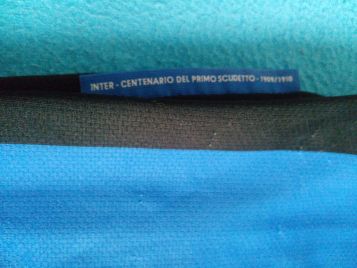 INTER - CENTENARIO DEL PRIMO SCUDETTO - 1909/1910